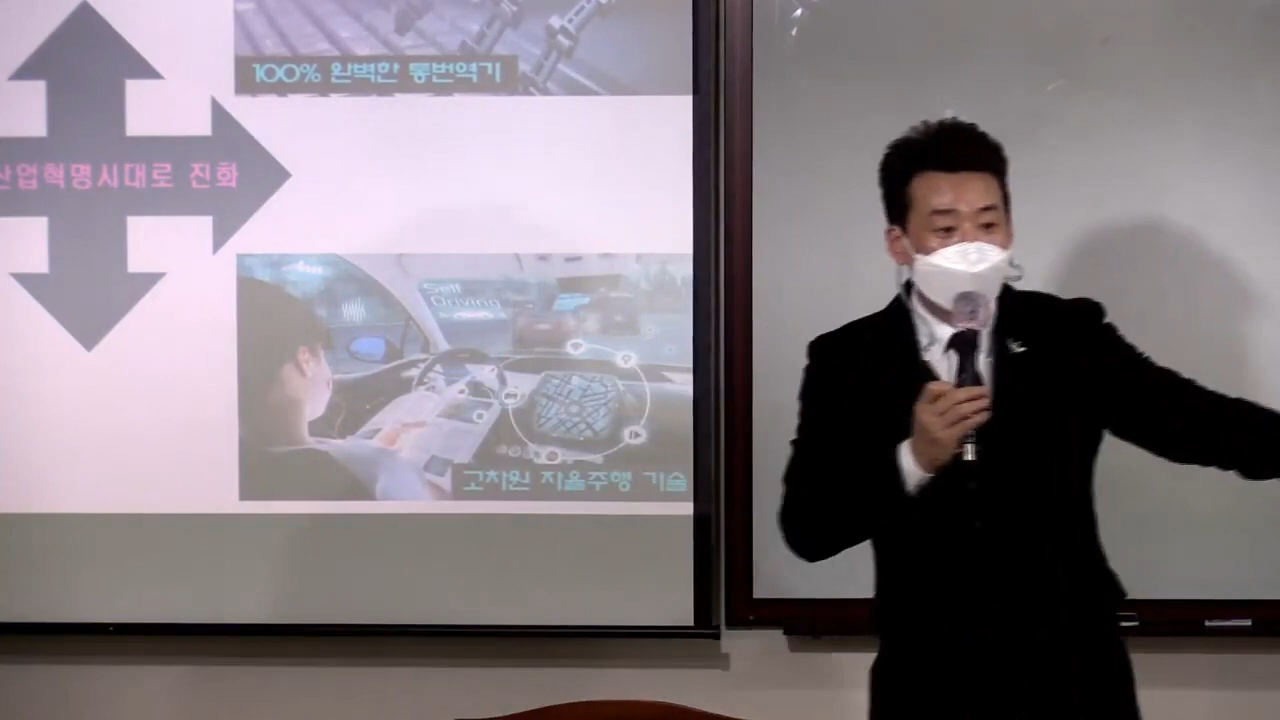 100% 완벽한 통번역기
산업혁명시대로 진화
Self
Driving
고차원 자율주행 기술